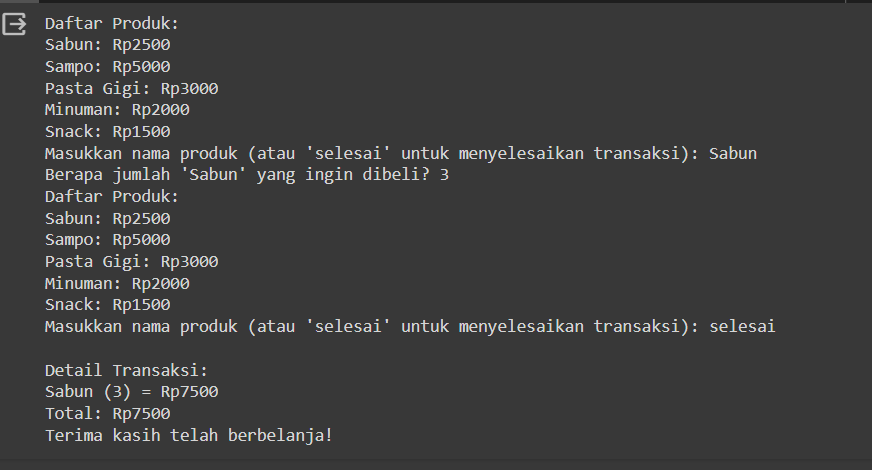 Daftar Produk:
Sabun: Rp2500
Sampo: Rp5000
Pasta Gigi: Rp3000
Minuman: Rp2000
Snack: Rp1500
Masukkan nama produk (atau 'selesai' untuk menyelesaikan transaksi): Sabun
Berapa jumlah 'Sabun' yang ingin dibeli? 3
Daftar Produk:
Sabun: Rp2500
Sampo: Rp5000
Pasta Gigi: Rp3000
Minuman: Rp2000
Snack: Rp1500
Masukkan nama produk (atau 'selesai' untuk menyelesaikan transaksi): selesai
Detail Transaksi:
Sabun (3) = Rp7500
Total: Rp7500
Terima kasih telah berbelanja!